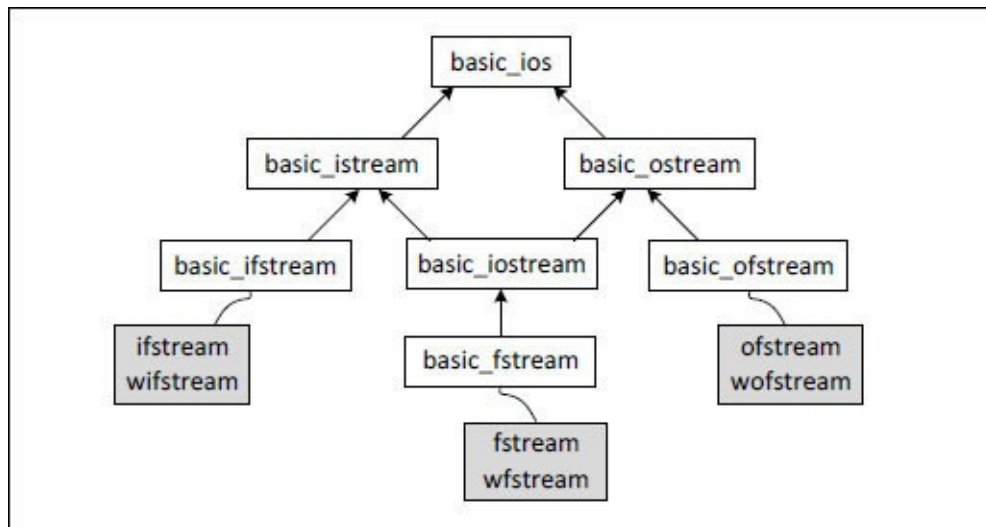 basic_ios
basic_istream
basic_ostream
basic_ifstream
basic_iostream
basic_ofstream
ifstream
wifstream
basic_fstream
ofstream
wofstream
fstream
wfstream